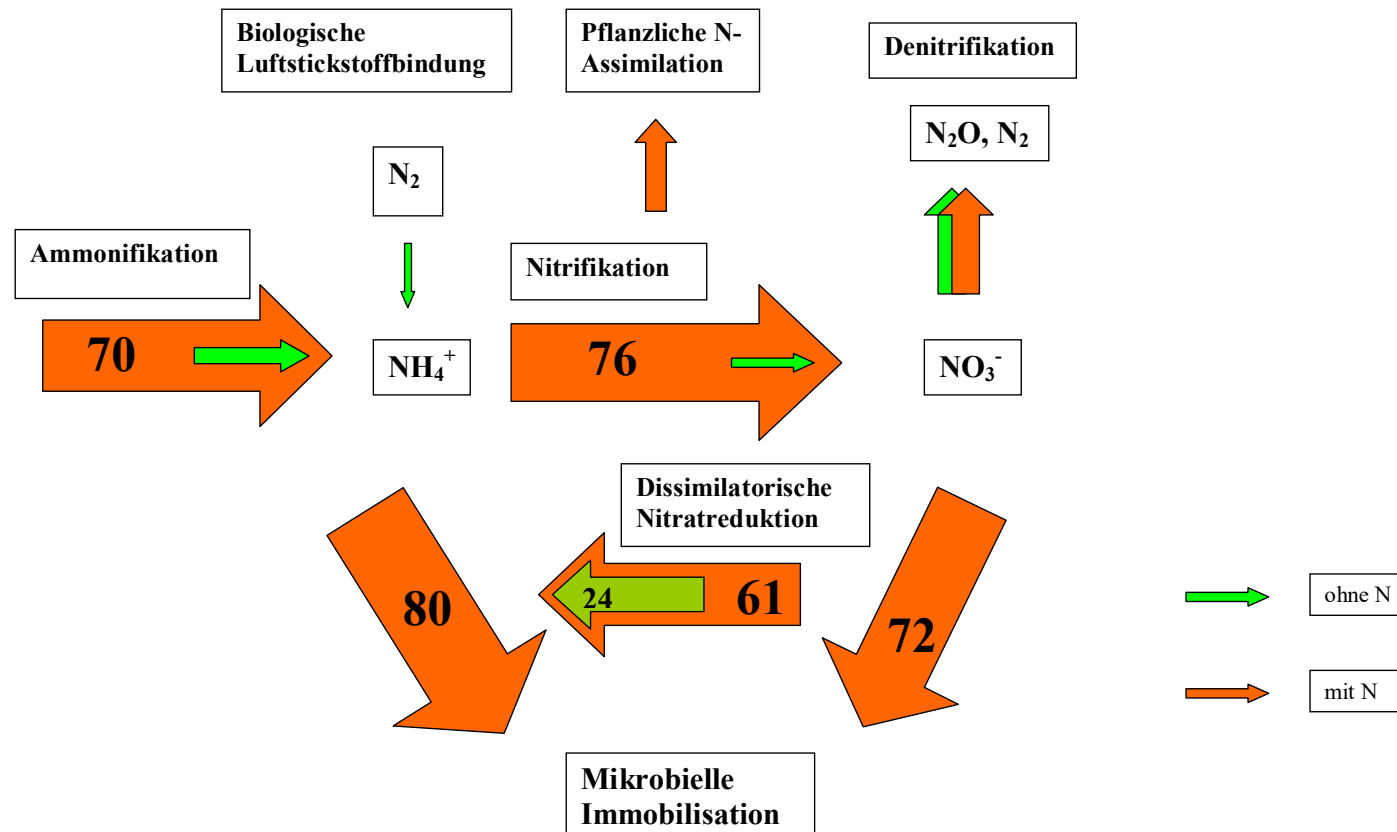 Biologische
Luftstickstoffbindung
Pflanzliche N-
Assimilation
Denitrifikation
N₂O, N₂
N₂
Ammonifikation
Nitrifikation
70
NH₄⁺
76
NO₃⁻
Dissimilatorische
Nitratreduktion
80
24
61
72
ohne N
mit N
Mikrobielle
Immobilisation